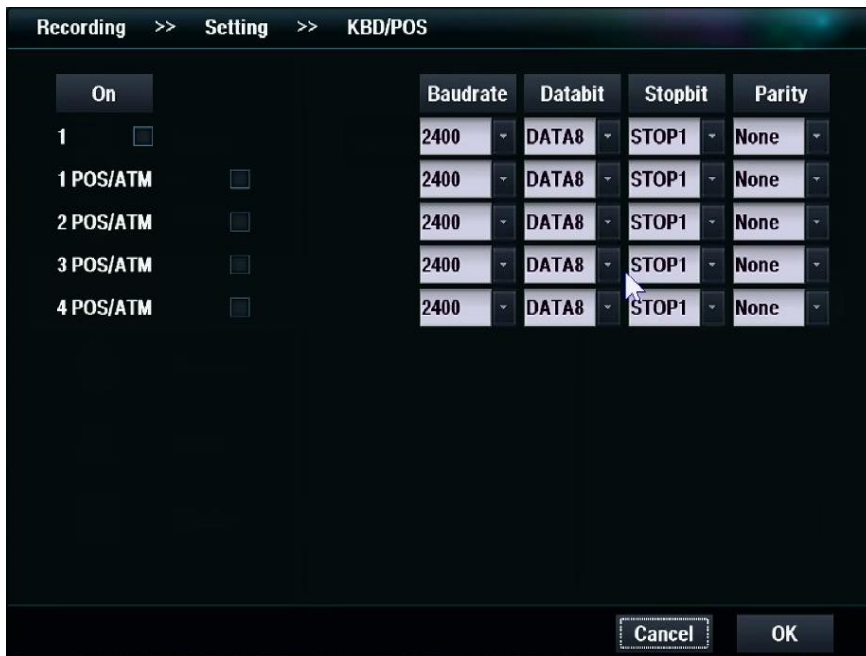 Recording >> Setting >> KBD/POS
On Baudrate Databit Stopbit Parity
1 2400 DATA8 STOP1 None
1 POS/ATM 2400 DATA8 STOP1 None
2 POS/ATM 2400 DATA8 STOP1 None
3 POS/ATM 2400 DATA8 STOP1 None
4 POS/ATM 2400 DATA8 STOP1 None
Cancel OK